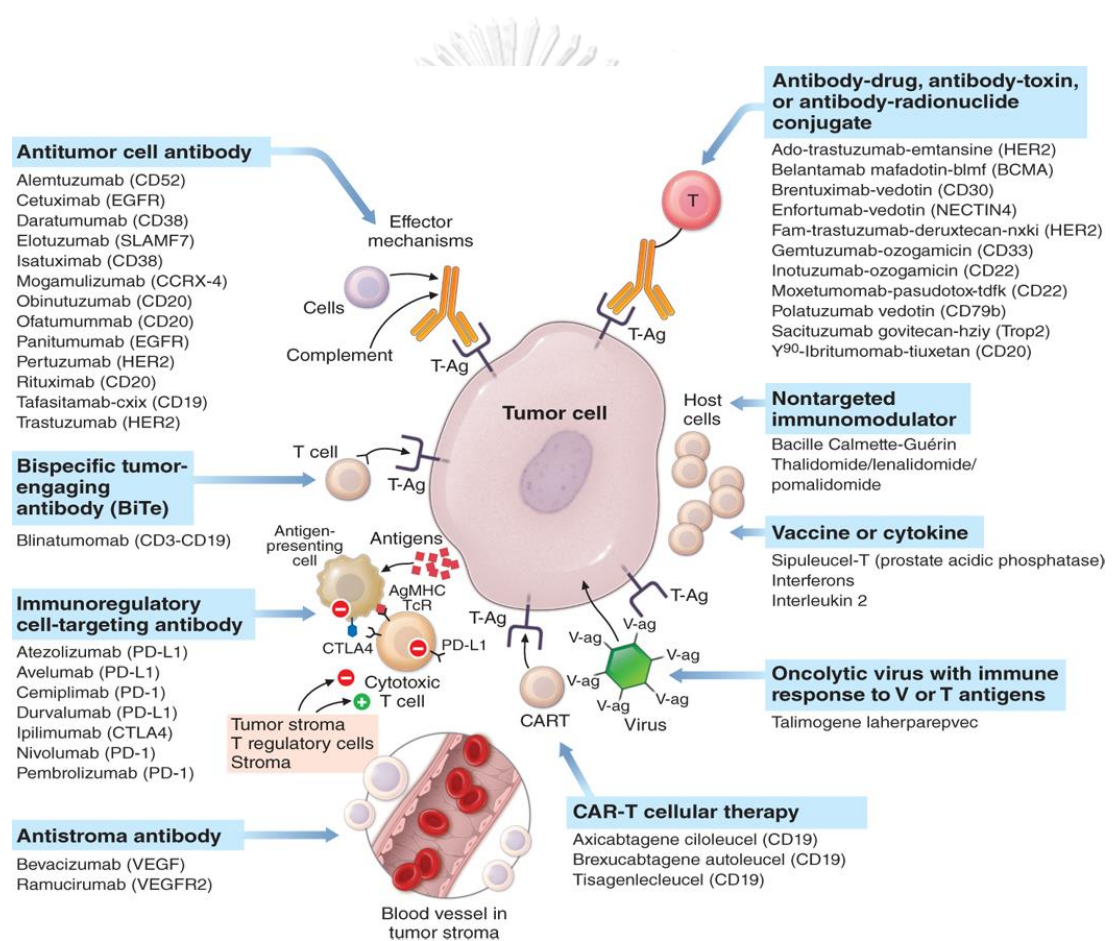 Antibody-drug, antibody-toxin,
or antibody-radionuclide
conjugate
Ado-trastuzumab-emtansine (HER2)
Belantamab mafadotin-blmf (BCMA)
Brentuximab-vedotin (CD30)
Enfortumab-vedotin (NECTIN4)
Fam-trastuzumab-deruxtecan-nxki (HER2)
Gemtuzumab-ozogamicin (CD33)
Inotuzumab-ozogamicin (CD22)
Moxetumomab-pasudotox-tdfk (CD22)
Polatuzumab vedotin (CD79b)
Sacituzumab govitecan-hziy (Trop2)
Y90-Ibritumomab-tiuxetan (CD20)
Antitumor cell antibody
Alemtuzumab (CD52)
Cetuximab (EGFR)
Daratumumab (CD38)
Elotuzumab (SLAMF7)
Isatuximab (CD38)
Mogamulizumab (CCRX-4)
Obinutuzumab (CD20)
Ofatumummab (CD20)
Panitumumab (EGFR)
Pertuzumab (HER2)
Rituximab (CD20)
Tafasitamab-cxix (CD19)
Trastuzumab (HER2)
Effector
mechanisms
Cells
Complement
T-Ag
T
T-Ag
Tumor cell
Host
cells
Nontargeted
immunomodulator
Bacille Calmette-Guérin
Thalidomide/lenalidomide/
pomalidomide
Bispecific tumor-
engaging
antibody (BiTe)
Blinatumomab (CD3-CD19)
T cell
T-Ag
Vaccine or cytokine
Sipuleucel-T (prostate acidic phosphatase)
Interferons
Interleukin 2
Immunoregulatory
cell-targeting antibody
Atezolizumab (PD-L1)
Avelumab (PD-L1)
Cemiplimab (PD-1)
Durvalumab (PD-L1)
Ipilimumab (CTLA4)
Nivolumab (PD-1)
Pembrolizumab (PD-1)
Antigen-
presenting
cell
Antigens
AgMHC
TcR
CTLA4
PD-L1
Cytotoxic
T cell
Tumor stroma
T regulatory cells
Stroma
T-Ag
CART
T-Ag
V-ag
V-ag
V-ag
V-ag
V-ag
V-ag
Virus
Oncolytic virus with immune
response to V or T antigens
Talimogene laherparepvec
CAR-T cellular therapy
Axicabtagene ciloleucel (CD19)
Brexucabtagene autoleucel (CD19)
Tisagenlecleucel (CD19)
Antistroma antibody
Bevacizumab (VEGF)
Ramucirumab (VEGFR2)
Blood vessel in
tumor stroma